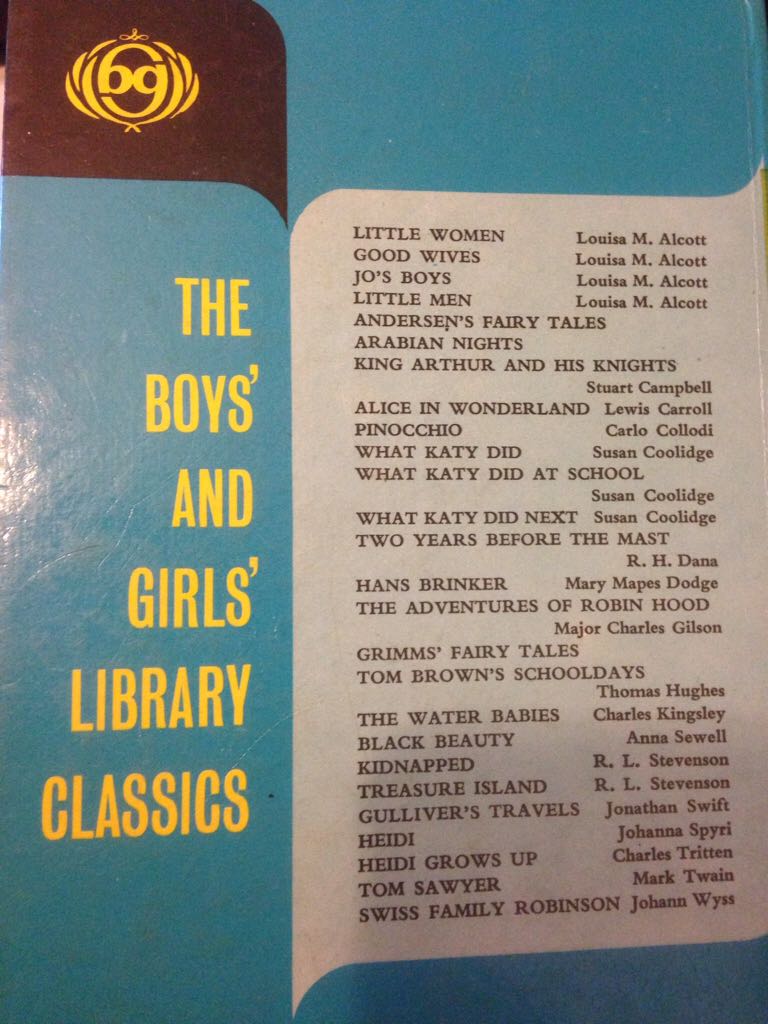 bg
THE
BOYS'
AND
GIRLS'
LIBRARY
CLASSICS
LITTLE WOMEN Louisa M. Alcott
GOOD WIVES Louisa M. Alcott
JO'S BOYS Louisa M. Alcott
LITTLE MEN Louisa M. Alcott
ANDERSEN'S FAIRY TALES
ARABIAN NIGHTS
KING ARTHUR AND HIS KNIGHTS
Stuart Campbell
ALICE IN WONDERLAND Lewis Carroll
PINOCCHIO Carlo Collodi
WHAT KATY DID Susan Coolidge
WHAT KATY DID AT SCHOOL
Susan Coolidge
WHAT KATY DID NEXT Susan Coolidge
TWO YEARS BEFORE THE MAST
R. H. Dana
HANS BRINKER Mary Mapes Dodge
THE ADVENTURES OF ROBIN HOOD
Major Charles Gilson
GRIMMS' FAIRY TALES
TOM BROWN'S SCHOOLDAYS
Thomas Hughes
THE WATER BABIES Charles Kingsley
BLACK BEAUTY Anna Sewell
KIDNAPPED R. L. Stevenson
TREASURE ISLAND R. L. Stevenson
GULLIVER'S TRAVELS Jonathan Swift
HEIDI Johanna Spyri
HEIDI GROWS UP Charles Tritten
TOM SAWYER Mark Twain
SWISS FAMILY ROBINSON Johann Wyss